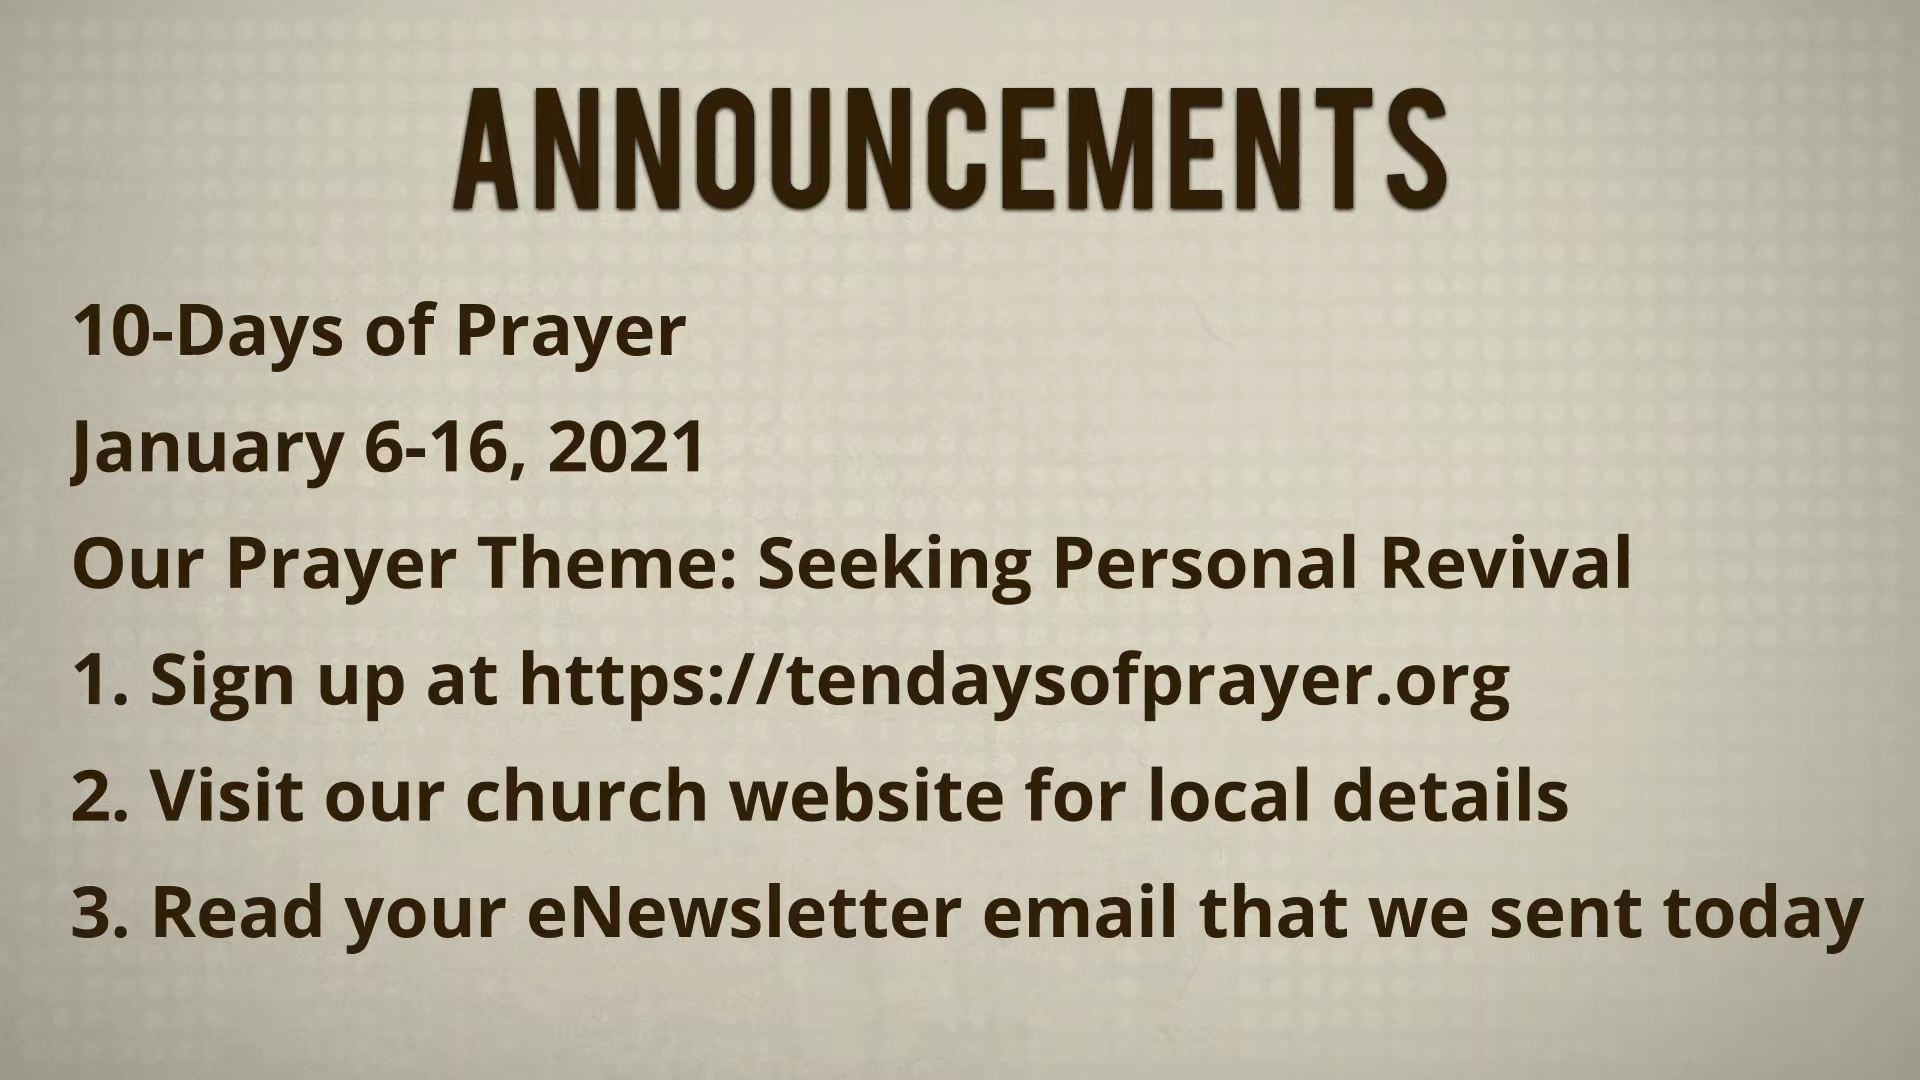 ANNOUNCEMENTS
10-Days of Prayer
January 6-16, 2021
Our Prayer Theme: Seeking Personal Revival
1. Sign up at https://tendaysofprayer.org
2. Visit our church website for local details
3. Read your eNewsletter email that we sent today